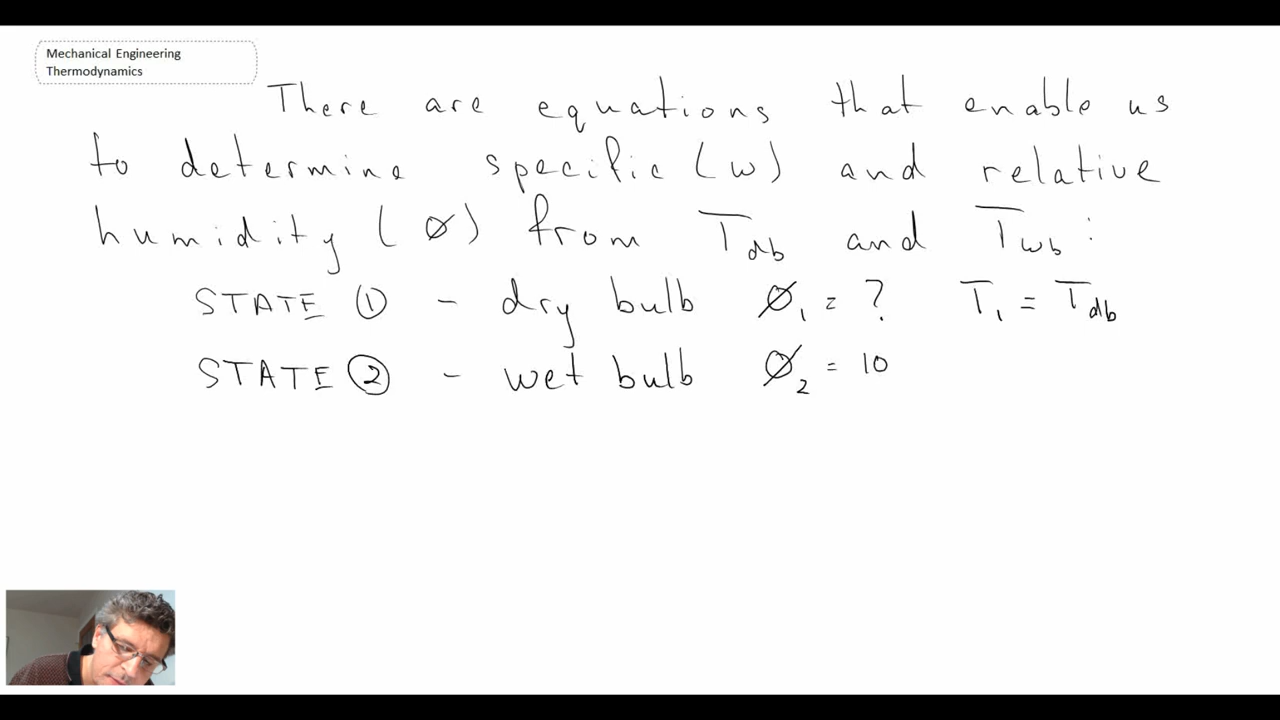 Mechanical Engineering
Thermodynamics
There are equations that enable us
to determine specific (w) and relative
humidity (ϕ) from Tdb and Twb :
STATE ① - dry bulb ϕ₁ = ? T₁ = Tdb
STATE ② - wet bulb ϕ₂ = 10